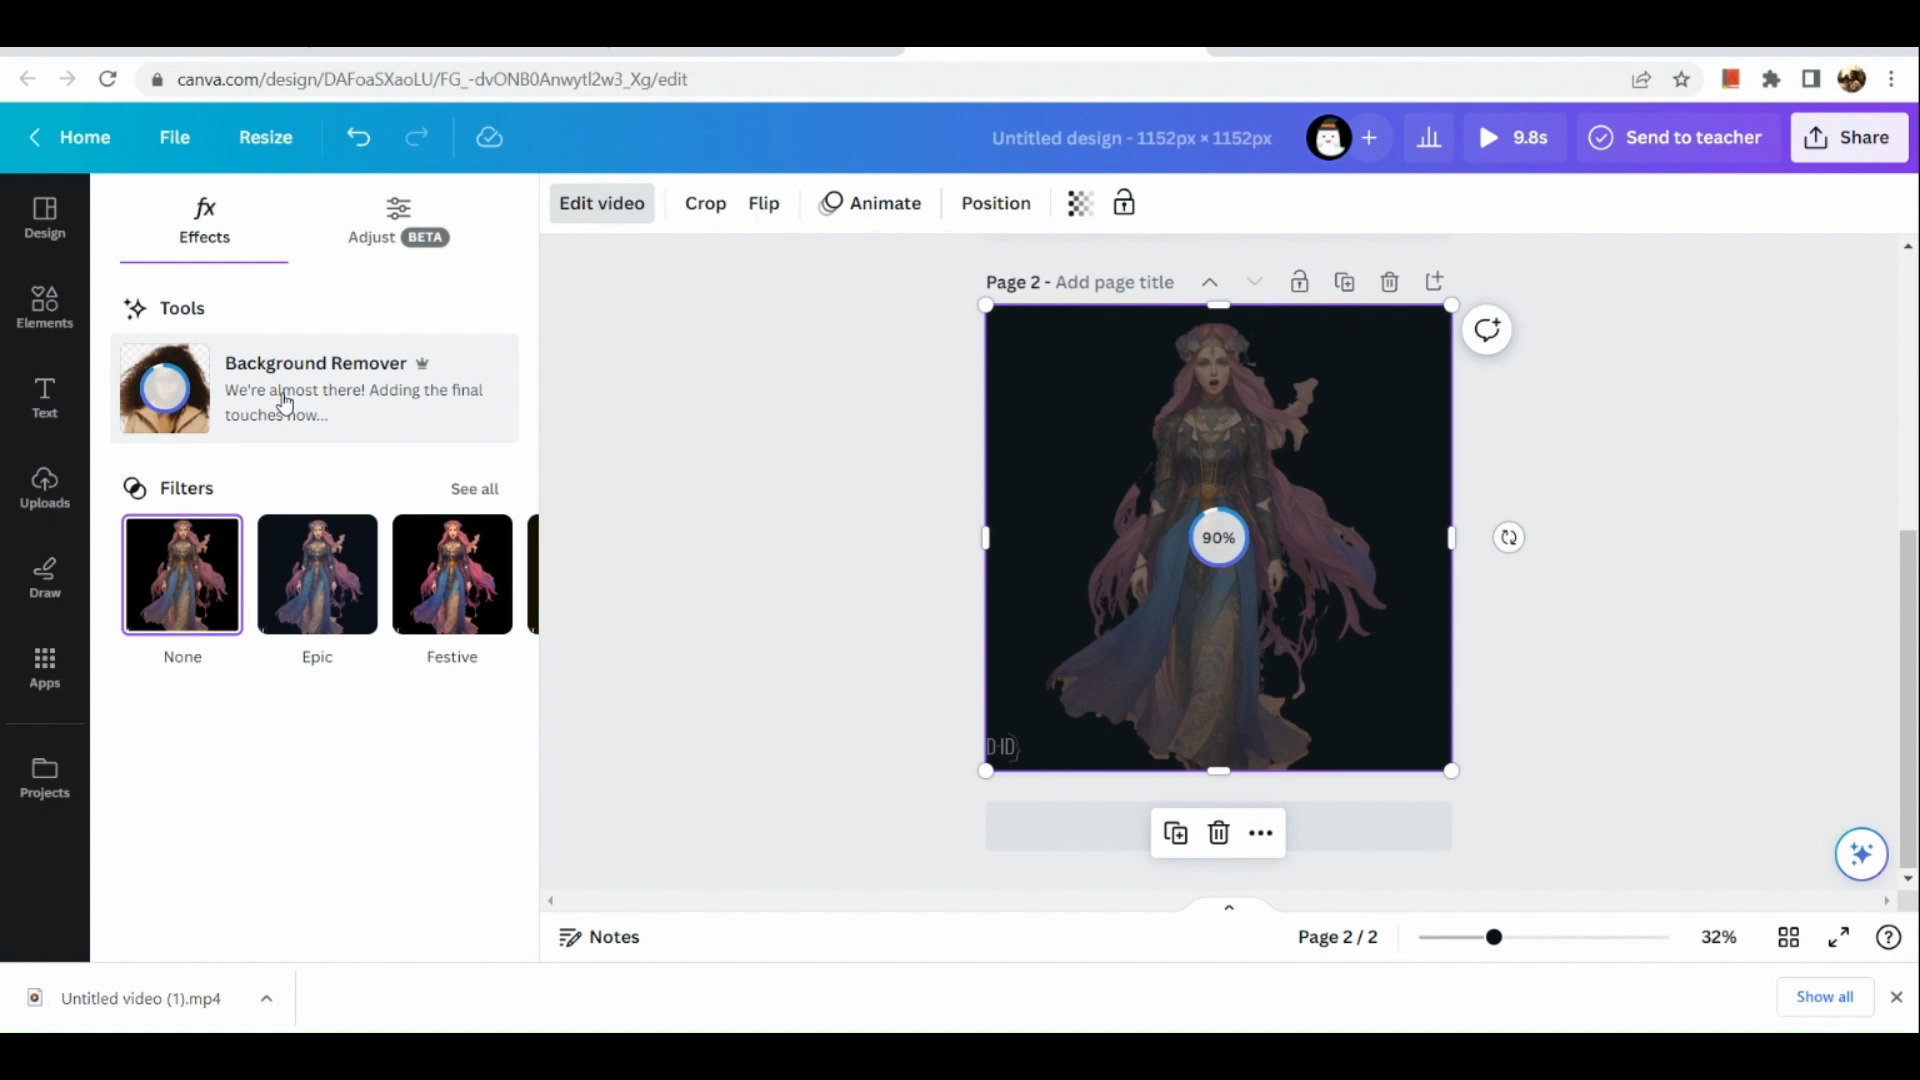 canva.com/design/DAFoaSXaoLU/FG_-dvONB0Anwytl2w3_Xg/edit
Home
File
Resize
Untitled design - 1152px × 1152px
9.8s
Send to teacher
Share
Design
Elements
Text
Uploads
Draw
Apps
Projects
fx
Effects
Adjust BETA
Tools
Background Remover
We're almost there! Adding the final
touches now...
Filters
See all
None
Epic
Festive
Edit video
Crop
Flip
Animate
Position
Page 2 - Add page title
90%
D-ID
Notes
Page 2 / 2
32%
Untitled video (1).mp4
Show all